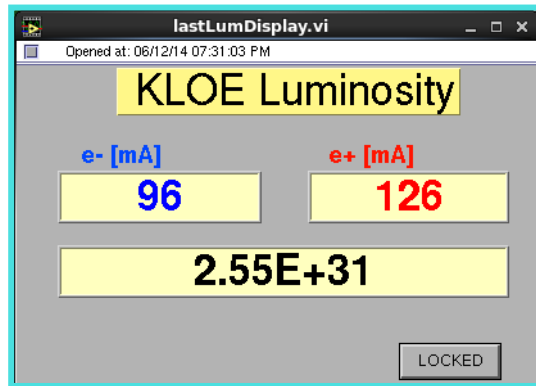 lastLumDisplay.vi
Opened at: 06/12/14 07:31:03 PM
KLOE Luminosity
e- [mA] e+ [mA]
96 126
2.55E+31
LOCKED